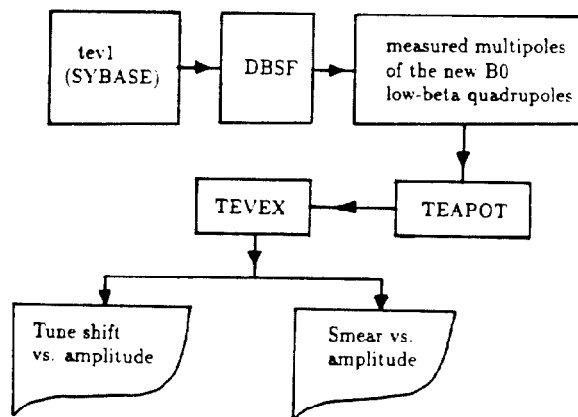 tev1
(SYBASE)
DBSF
measured multipoles
of the new B0
low-beta quadrupoles
TEVEX
TEAPOT
Tune shift
vs. amplitude
Smear vs.
amplitude